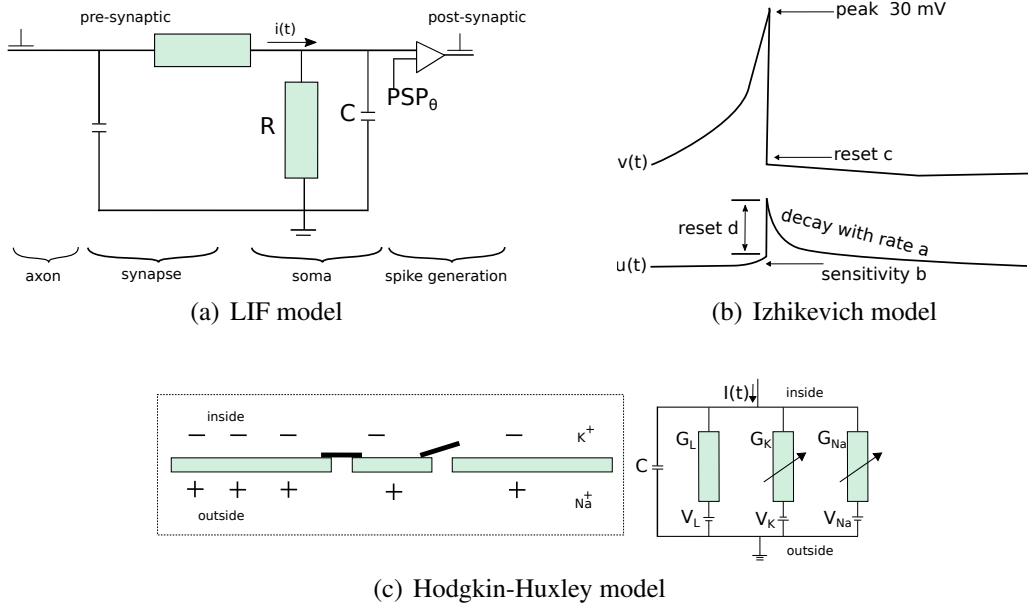 pre-synaptic
i(t)
post-synaptic
R
C
PSPθ
axon
synapse
soma
spike generation
(a) LIF model
peak 30 mV
v(t)
reset c
reset d
decay with rate a
u(t)
sensitivity b
(b) Izhikevich model
inside
− − − − −
K+
+ + + + +
Na+
outside
I(t)
inside
C
GL
GK
GNa
VL
VK
VNa
outside
(c) Hodgkin-Huxley model